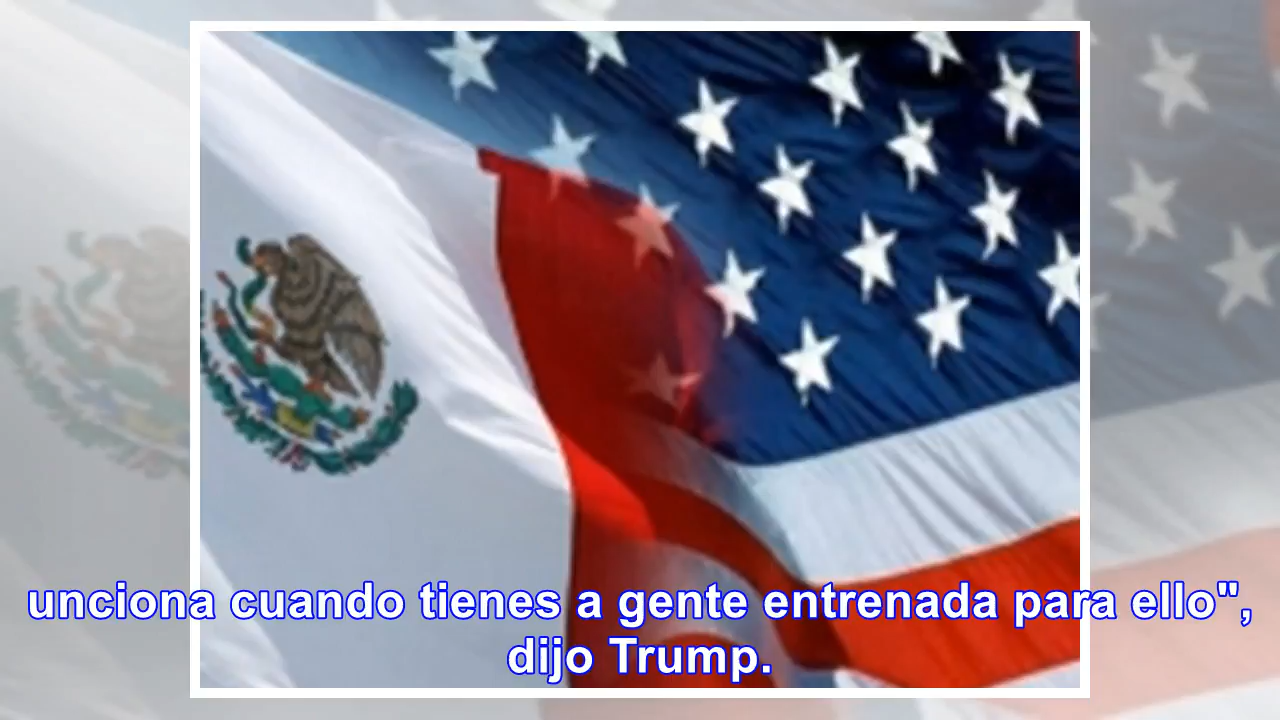 unciona cuando tienes a gente entrenada para ello",
dijo Trump.